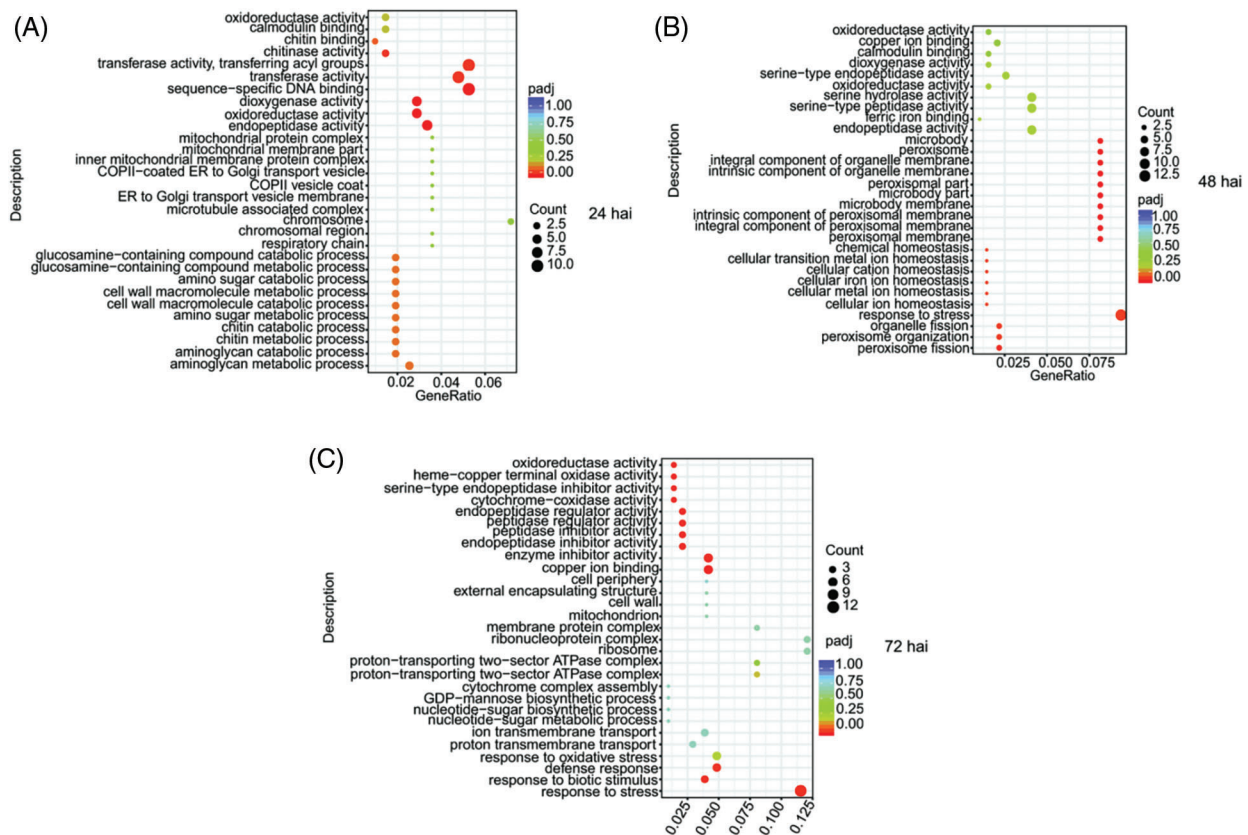 (A)
oxidoreductase activity
calmodulin binding
chitin binding
chitinase activity
transferase activity, transferring acyl groups
transferase activity
sequence−specific DNA binding
dioxygenase activity
oxidoreductase activity
endopeptidase activity
mitochondrial protein complex
mitochondrial membrane part
inner mitochondrial membrane protein complex
COPII−coated ER to Golgi transport vesicle
COPII vesicle coat
ER to Golgi transport vesicle membrane
microtubule associated complex
chromosome
chromosomal region
respiratory chain
glucosamine−containing compound catabolic process
glucosamine−containing compound metabolic process
amino sugar catabolic process
cell wall macromolecule metabolic process
cell wall macromolecule catabolic process
amino sugar metabolic process
chitin catabolic process
chitin metabolic process
aminoglycan catabolic process
aminoglycan metabolic process
Description
0.02 0.04 0.06
GeneRatio
padj
1.00
0.75
0.50
0.25
0.00
Count
2.5
5.0
7.5
10.0
24 hai
(B)
oxidoreductase activity
copper ion binding
calmodulin binding
dioxygenase activity
serine−type endopeptidase activity
oxidoreductase activity
serine hydrolase activity
serine−type peptidase activity
ferric iron binding
endopeptidase activity
microbody
peroxisome
integral component of organelle membrane
intrinsic component of organelle membrane
peroxisomal part
microbody part
microbody membrane
intrinsic component of peroxisomal membrane
integral component of peroxisomal membrane
peroxisomal membrane
chemical homeostasis
cellular transition metal ion homeostasis
cellular cation homeostasis
cellular iron ion homeostasis
cellular metal ion homeostasis
cellular ion homeostasis
response to stress
organelle fission
peroxisome organization
peroxisome fission
Description
0.025 0.050 0.075
GeneRatio
Count
2.5
5.0
7.5
10.0
12.5
padj
1.00
0.75
0.50
0.25
0.00
48 hai
(C)
oxidoreductase activity
heme−copper terminal oxidase activity
serine−type endopeptidase inhibitor activity
cytochrome−coxidase activity
endopeptidase regulator activity
peptidase regulator activity
peptidase inhibitor activity
endopeptidase inhibitor activity
enzyme inhibitor activity
copper ion binding
cell periphery
external encapsulating structure
cell wall
mitochondrion
membrane protein complex
ribonucleoprotein complex
ribosome
proton−transporting two−sector ATPase complex
proton−transporting two−sector ATPase complex
cytochrome complex assembly
GDP−mannose biosynthetic process
nucleotide−sugar biosynthetic process
nucleotide−sugar metabolic process
ion transmembrane transport
proton transmembrane transport
response to oxidative stress
defense response
response to biotic stimulus
response to stress
Description
0.025 0.050 0.075 0.100 0.125
Count
3
6
9
12
padj
1.00
0.75
0.50
0.25
0.00
72 hai